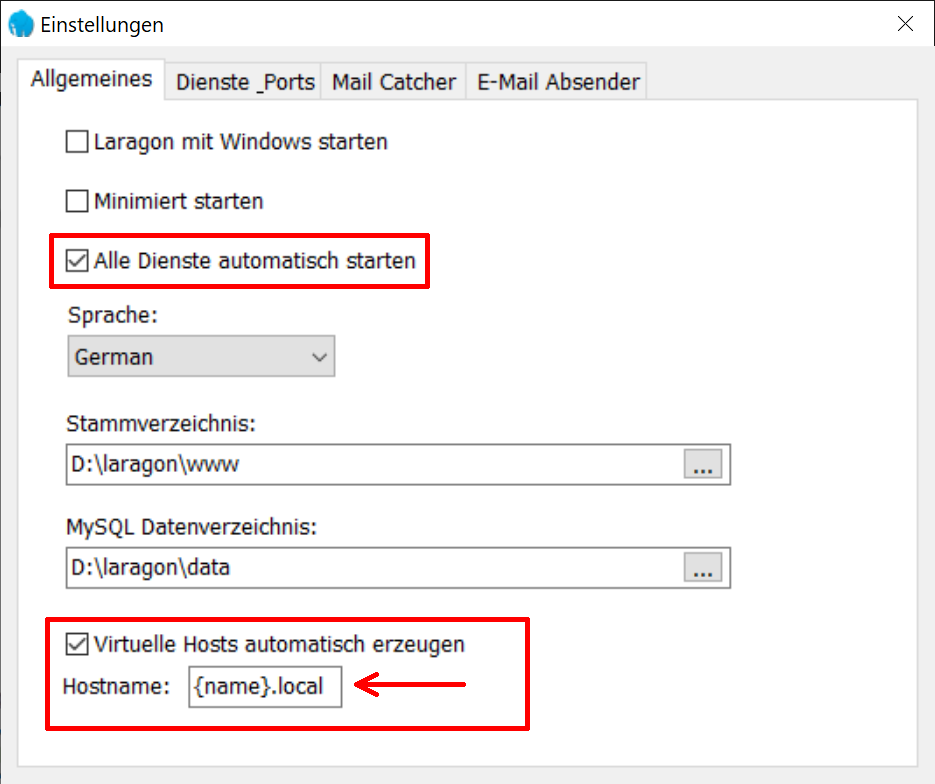 Einstellungen
Allgemeines Dienste _Ports Mail Catcher E-Mail Absender
Laragon mit Windows starten
Minimiert starten
Alle Dienste automatisch starten
Sprache:
German
Stammverzeichnis:
D:\laragon\www ...
MySQL Datenverzeichnis:
D:\laragon\data ...
Virtuelle Hosts automatisch erzeugen
Hostname: {name}.local